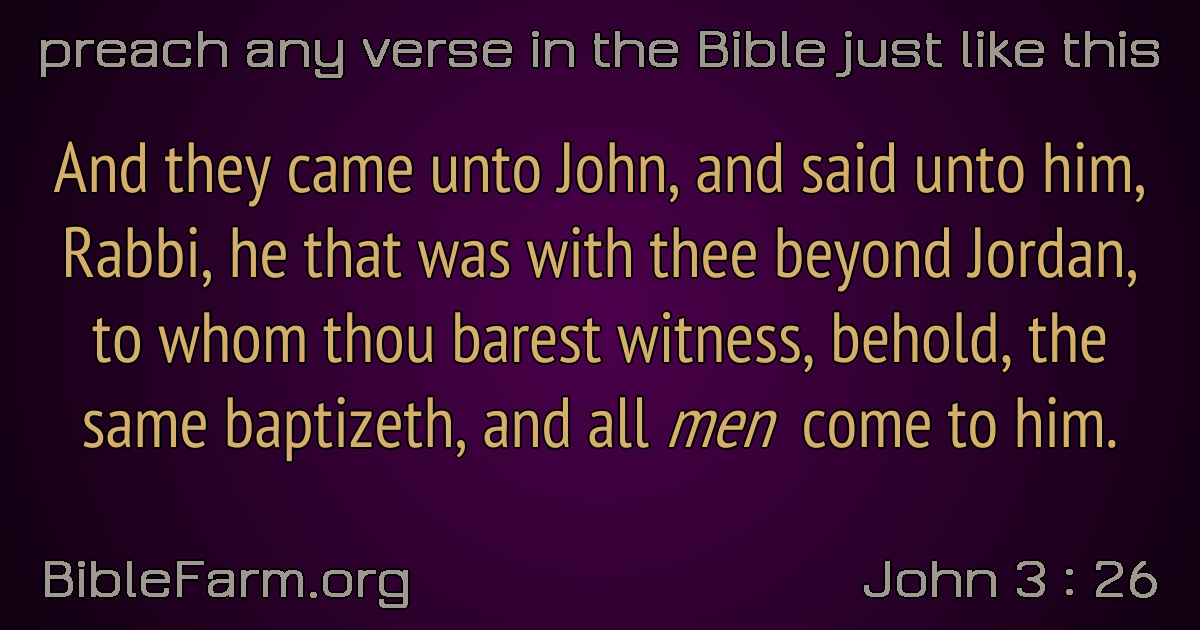 preach any verse in the Bible just like this
And they came unto John, and said unto him,
Rabbi, he that was with thee beyond Jordan,
to whom thou barest witness, behold, the
same baptizeth, and all men come to him.
BibleFarm.org
John 3 : 26